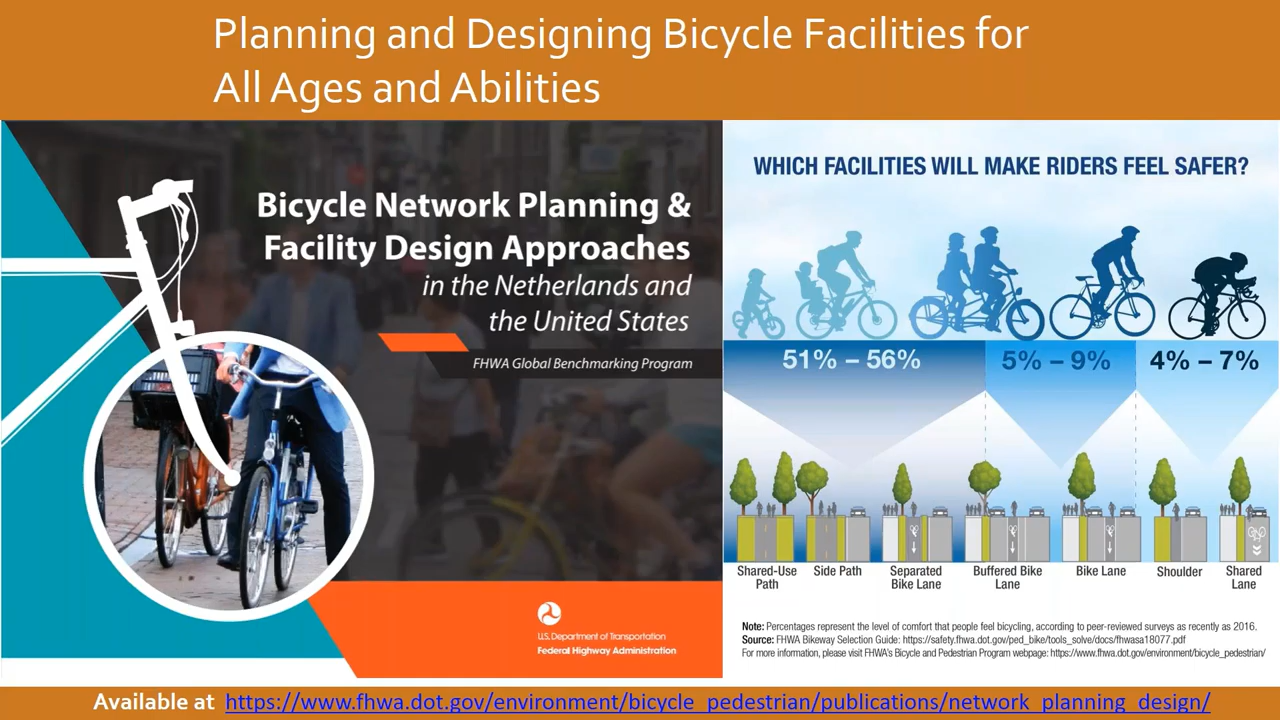 Planning and Designing Bicycle Facilities for
All Ages and Abilities
Bicycle Network Planning &
Facility Design Approaches
in the Netherlands and
the United States
FHWA Global Benchmarking Program
U.S. Department of Transportation
Federal Highway Administration
WHICH FACILITIES WILL MAKE RIDERS FEEL SAFER?
51% – 56%
5% – 9%
4% – 7%
Shared-Use
Path
Side Path
Separated
Bike Lane
Buffered Bike
Lane
Bike Lane
Shoulder
Shared
Lane
Note: Percentages represent the level of comfort that people feel bicycling, according to peer-reviewed surveys as recently as 2016.
Source: FHWA Bikeway Selection Guide: https://safety.fhwa.dot.gov/ped_bike/tools_solve/docs/fhwasa18077.pdf
For more information, please visit FHWA's Bicycle and Pedestrian Program webpage: https://www.fhwa.dot.gov/environment/bicycle_pedestrian/
Available at https://www.fhwa.dot.gov/environment/bicycle_pedestrian/publications/network_planning_design/